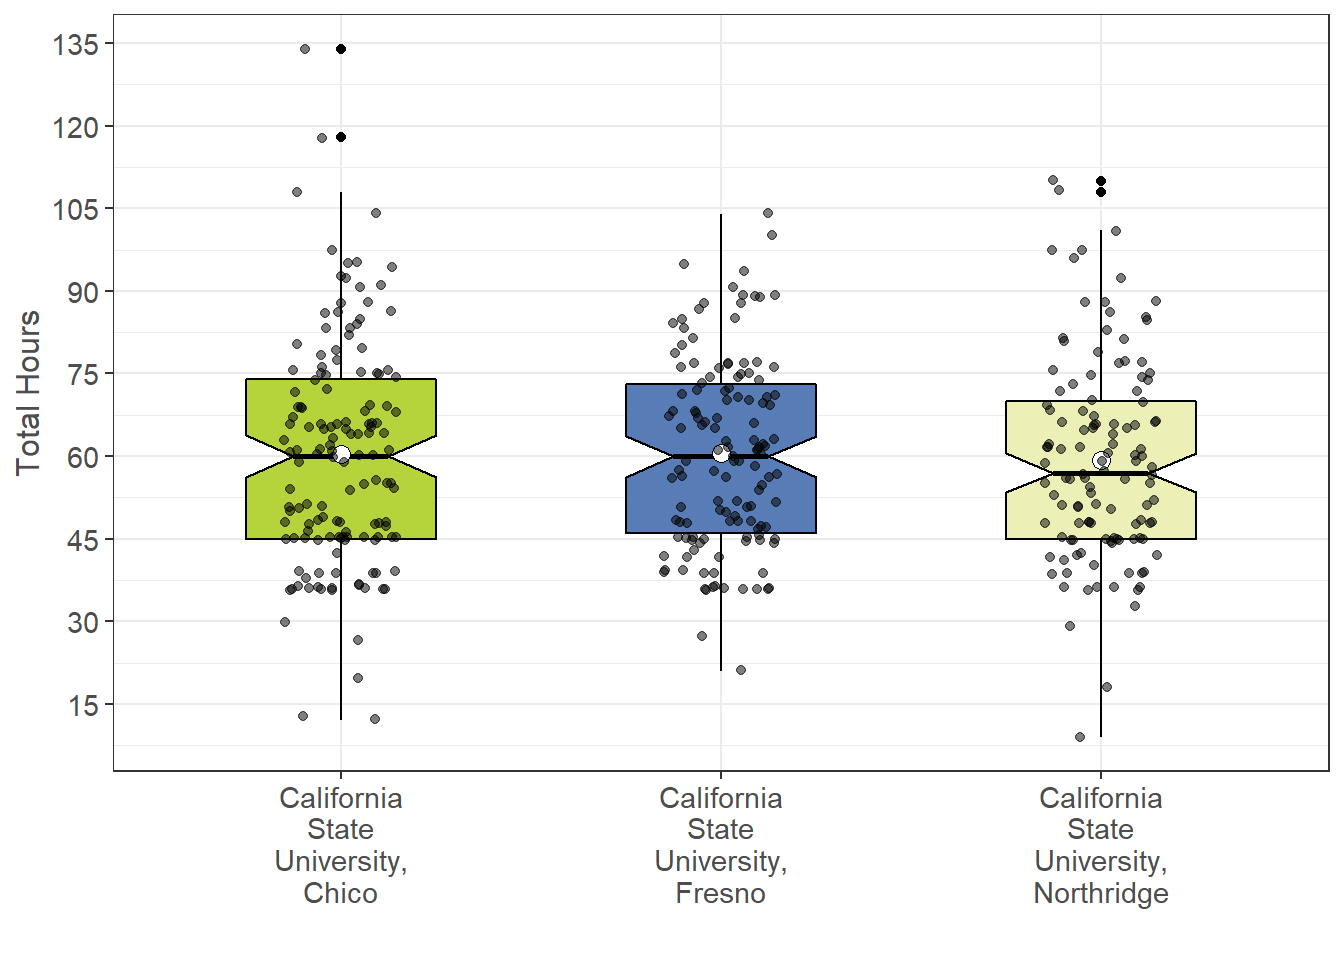 135
120
105
90
75
60
45
30
15
Total Hours
California
State
University,
Chico
California
State
University,
Fresno
California
State
University,
Northridge